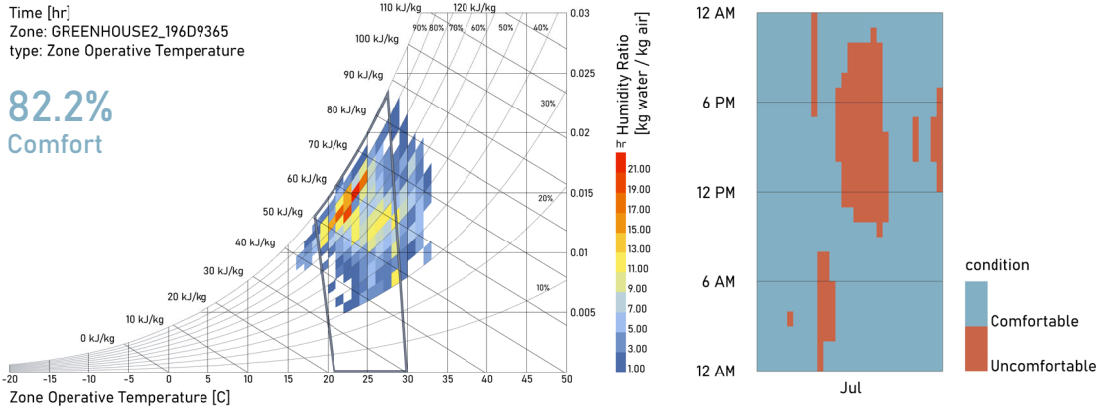 Time [hr]
Zone: GREENHOUSE2_196D9365
type: Zone Operative Temperature
82.2%
Comfort
110 kJ/kg
120 kJ/kg
100 kJ/kg
90 kJ/kg
80 kJ/kg
70 kJ/kg
60 kJ/kg
50 kJ/kg
40 kJ/kg
30 kJ/kg
20 kJ/kg
10 kJ/kg
0 kJ/kg
90% 80% 70% 60% 50% 40%
30%
20%
10%
0.03
0.025
0.02
0.015
0.01
0.005
-20 -15 -10 -5 0 5 10 15 20 25 30 35 40 45 50
Zone Operative Temperature [C]
Humidity Ratio
[kg water / kg air]
hr
21.00
19.00
17.00
15.00
13.00
11.00
9.00
7.00
5.00
3.00
1.00
12 AM
6 PM
12 PM
6 AM
12 AM
Jul
condition
Comfortable
Uncomfortable